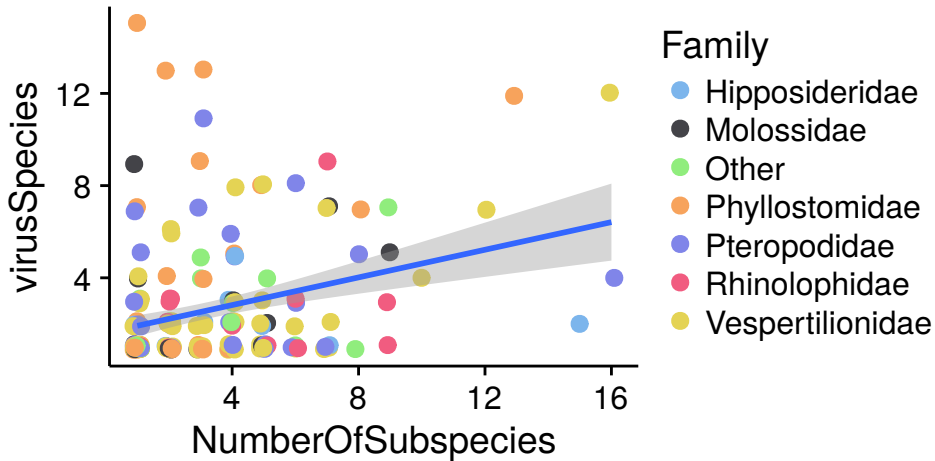 virusSpecies
12
8
4
4
8
12
16
NumberOfSubspecies
Family
Hipposideridae
Molossidae
Other
Phyllostomidae
Pteropodidae
Rhinolophidae
Vespertilionidae